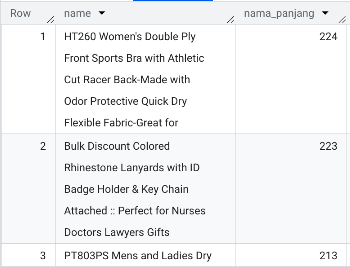 Row name nama_panjang
1 HT260 Women's Double Ply 224
Front Sports Bra with Athletic
Cut Racer Back-Made with
Odor Protective Quick Dry
Flexible Fabric-Great for
2 Bulk Discount Colored 223
Rhinestone Lanyards with ID
Badge Holder & Key Chain
Attached :: Perfect for Nurses
Doctors Lawyers Gifts
3 PT803PS Mens and Ladies Dry 213